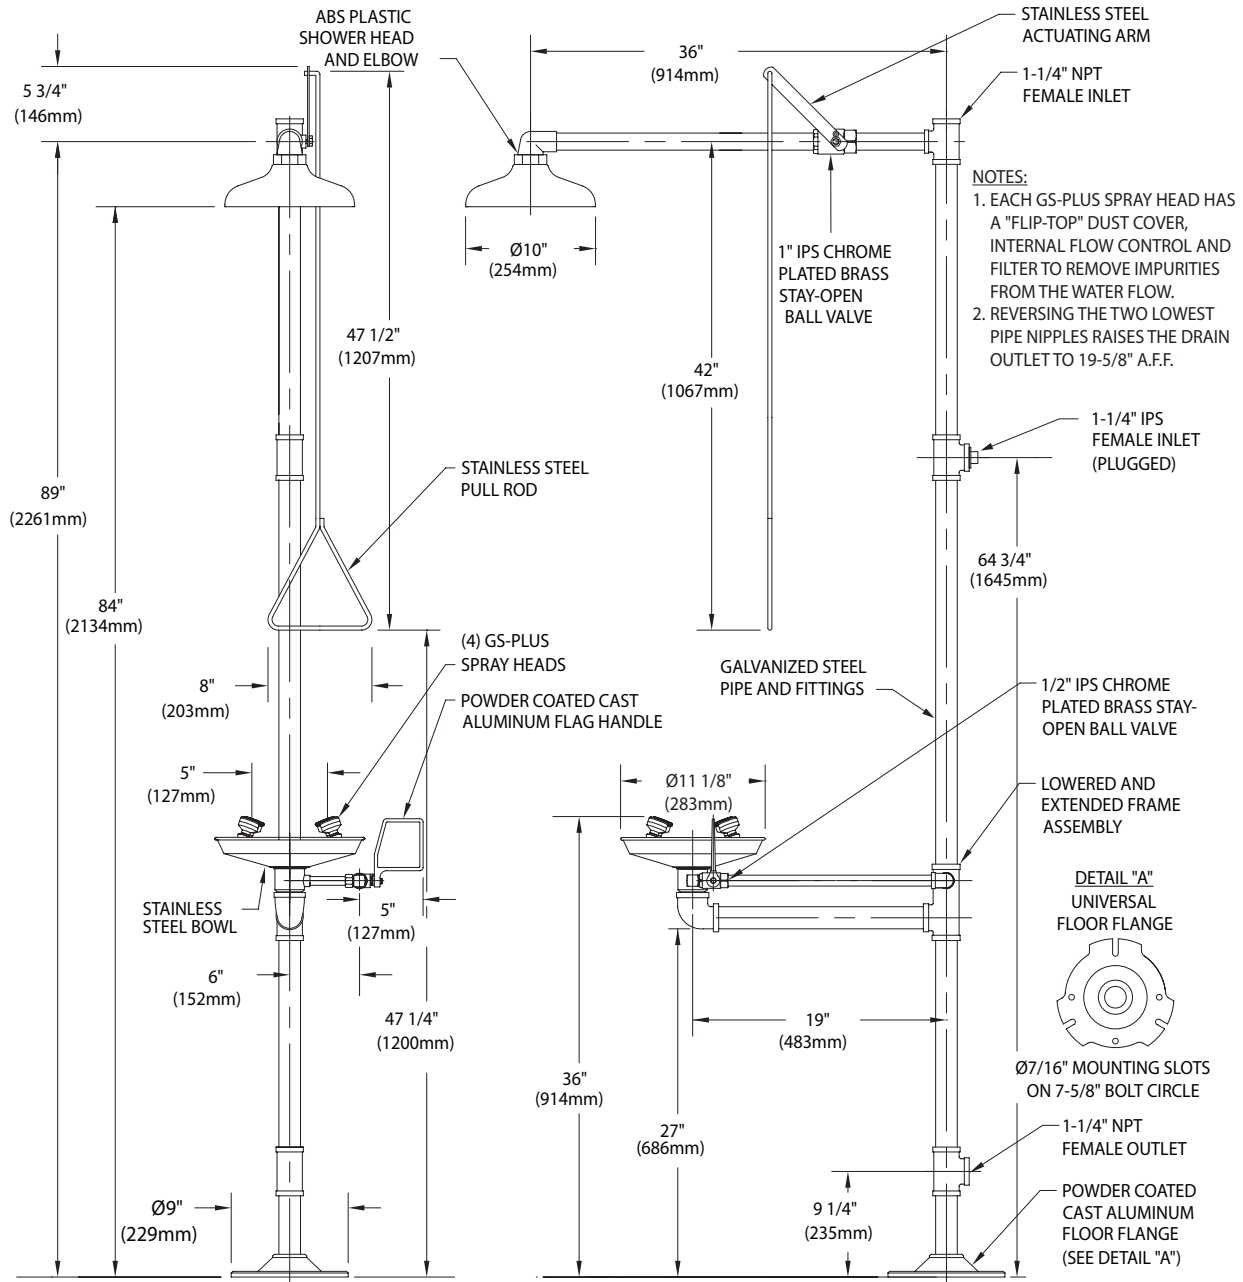 ABS PLASTIC
SHOWER HEAD
AND ELBOW
5 3/4"
(146mm)
36"
(914mm)
STAINLESS STEEL
ACTUATING ARM
1-1/4" NPT
FEMALE INLET
NOTES:
1. EACH GS-PLUS SPRAY HEAD HAS
A "FLIP-TOP" DUST COVER,
INTERNAL FLOW CONTROL AND
FILTER TO REMOVE IMPURITIES
FROM THE WATER FLOW.
2. REVERSING THE TWO LOWEST
PIPE NIPPLES RAISES THE DRAIN
OUTLET TO 19-5/8" A.F.F.
Ø10"
(254mm)
1" IPS CHROME
PLATED BRASS
STAY-OPEN
BALL VALVE
47 1/2"
(1207mm)
42"
(1067mm)
1-1/4" IPS
FEMALE INLET
(PLUGGED)
STAINLESS STEEL
PULL ROD
89"
(2261mm)
64 3/4"
(1645mm)
84"
(2134mm)
(4) GS-PLUS
SPRAY HEADS
8"
(203mm)
POWDER COATED CAST
ALUMINUM FLAG HANDLE
GALVANIZED STEEL
PIPE AND FITTINGS
1/2" IPS CHROME
PLATED BRASS STAY-
OPEN BALL VALVE
5"
(127mm)
Ø11 1/8"
(283mm)
LOWERED AND
EXTENDED FRAME
ASSEMBLY
STAINLESS
STEEL BOWL
5"
(127mm)
DETAIL "A"
UNIVERSAL
FLOOR FLANGE
6"
(152mm)
47 1/4"
(1200mm)
19"
(483mm)
Ø7/16" MOUNTING SLOTS
ON 7-5/8" BOLT CIRCLE
36"
(914mm)
27"
(686mm)
1-1/4" NPT
FEMALE OUTLET
Ø9"
(229mm)
9 1/4"
(235mm)
POWDER COATED
CAST ALUMINUM
FLOOR FLANGE
(SEE DETAIL "A")